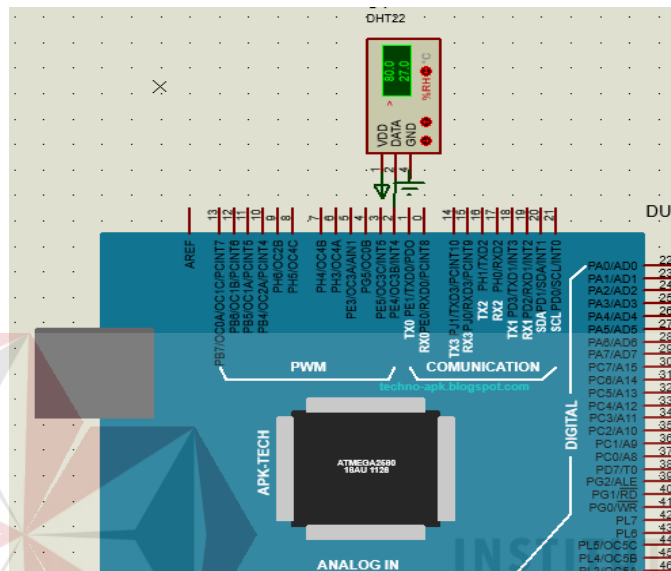 DHT22
80.0
27.0
°C
%RH
>
VDD
DATA
GND
1
2
4
DU
AREF
13
12
11
10
9
8
7
6
5
4
3
2
1
0
14
15
16
17
18
19
20
21
PB7/OC0A/OC1C/PCINT7
PB6/OC1B/PCINT6
PB5/OC1A/PCINT5
PB4/OC2A/PCINT4
PH6/OC2B
PH5/OC4C
PH4/OC4B
PH3/OC4A
PE3/OC3A/AIN1
PG5/OC0B
PE5/OC3C/INT5
PE4/OC3B/INT4
TX0 PE1/TXD0/PDO
RX0 PE0/RXD0/PCINT8
TX3 PJ1/TXD3/PCINT10
RX3 PJ0/RXD3/PCINT9
TX2 PH1/TXD2
RX2 PH0/RXD2
TX1 PD3/TXD1/INT3
RX1 PD2/RXD1/INT2
SDA PD1/SDA/INT1
SCL PD0/SCL/INT0
PWM
COMUNICATION
techno-apk.blogspot.com
APK-TECH
ATMEGA2560
16AU 1126
ANALOG IN
DIGITAL
PA0/AD0 22
PA1/AD1 23
PA2/AD2 24
PA3/AD3 25
PA4/AD4 26
PA5/AD5 27
PA6/AD6 28
PA7/AD7 29
PC7/A15 30
PC6/A14 31
PC5/A13 32
PC4/A12 33
PC3/A11 34
PC2/A10 35
PC1/A9 36
PC0/A8 37
PD7/T0 38
PG2/ALE 39
PG1/RD 40
PG0/WR 41
PL7 42
PL6 43
PL5/OC5C 44
PL4/OC5B 45
INSTIT